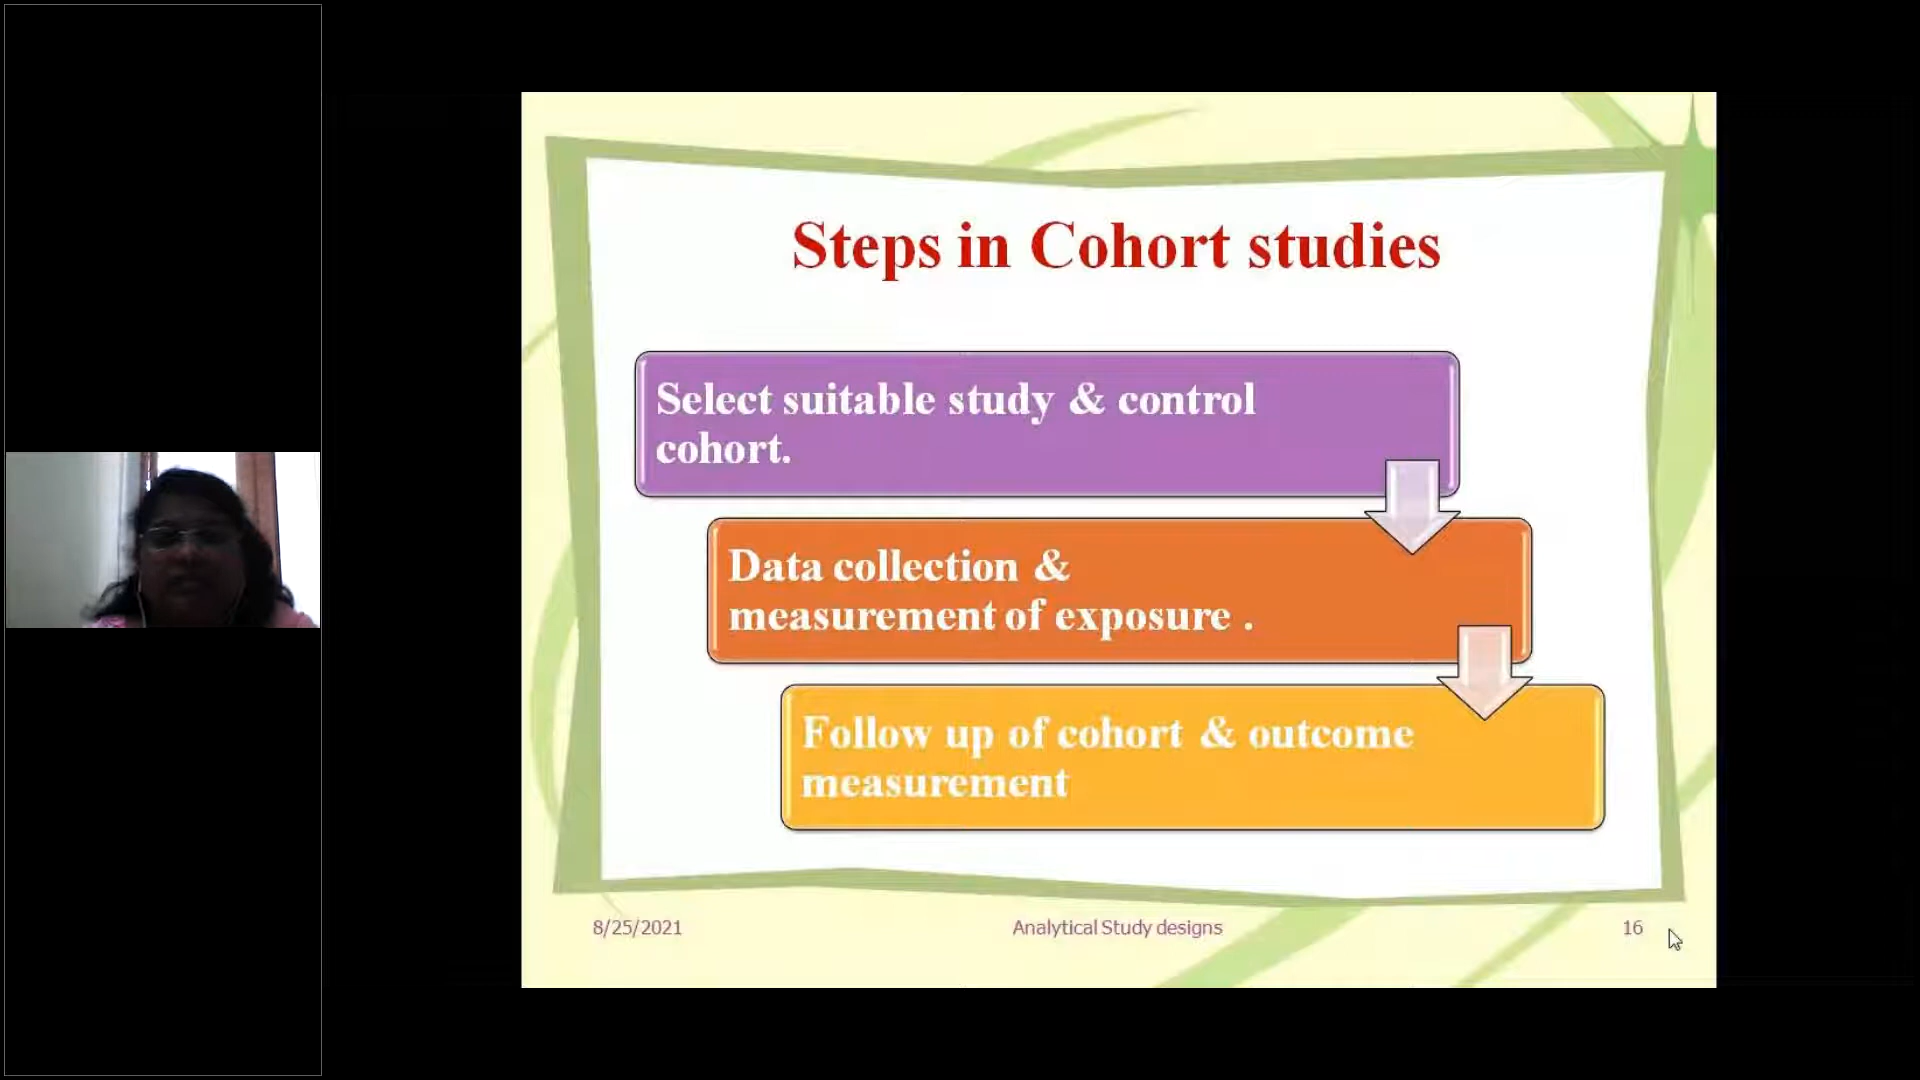 Steps in Cohort studies
Select suitable study & control
cohort.
Data collection &
measurement of exposure .
Follow up of cohort & outcome
measurement
8/25/2021
Analytical Study designs
16